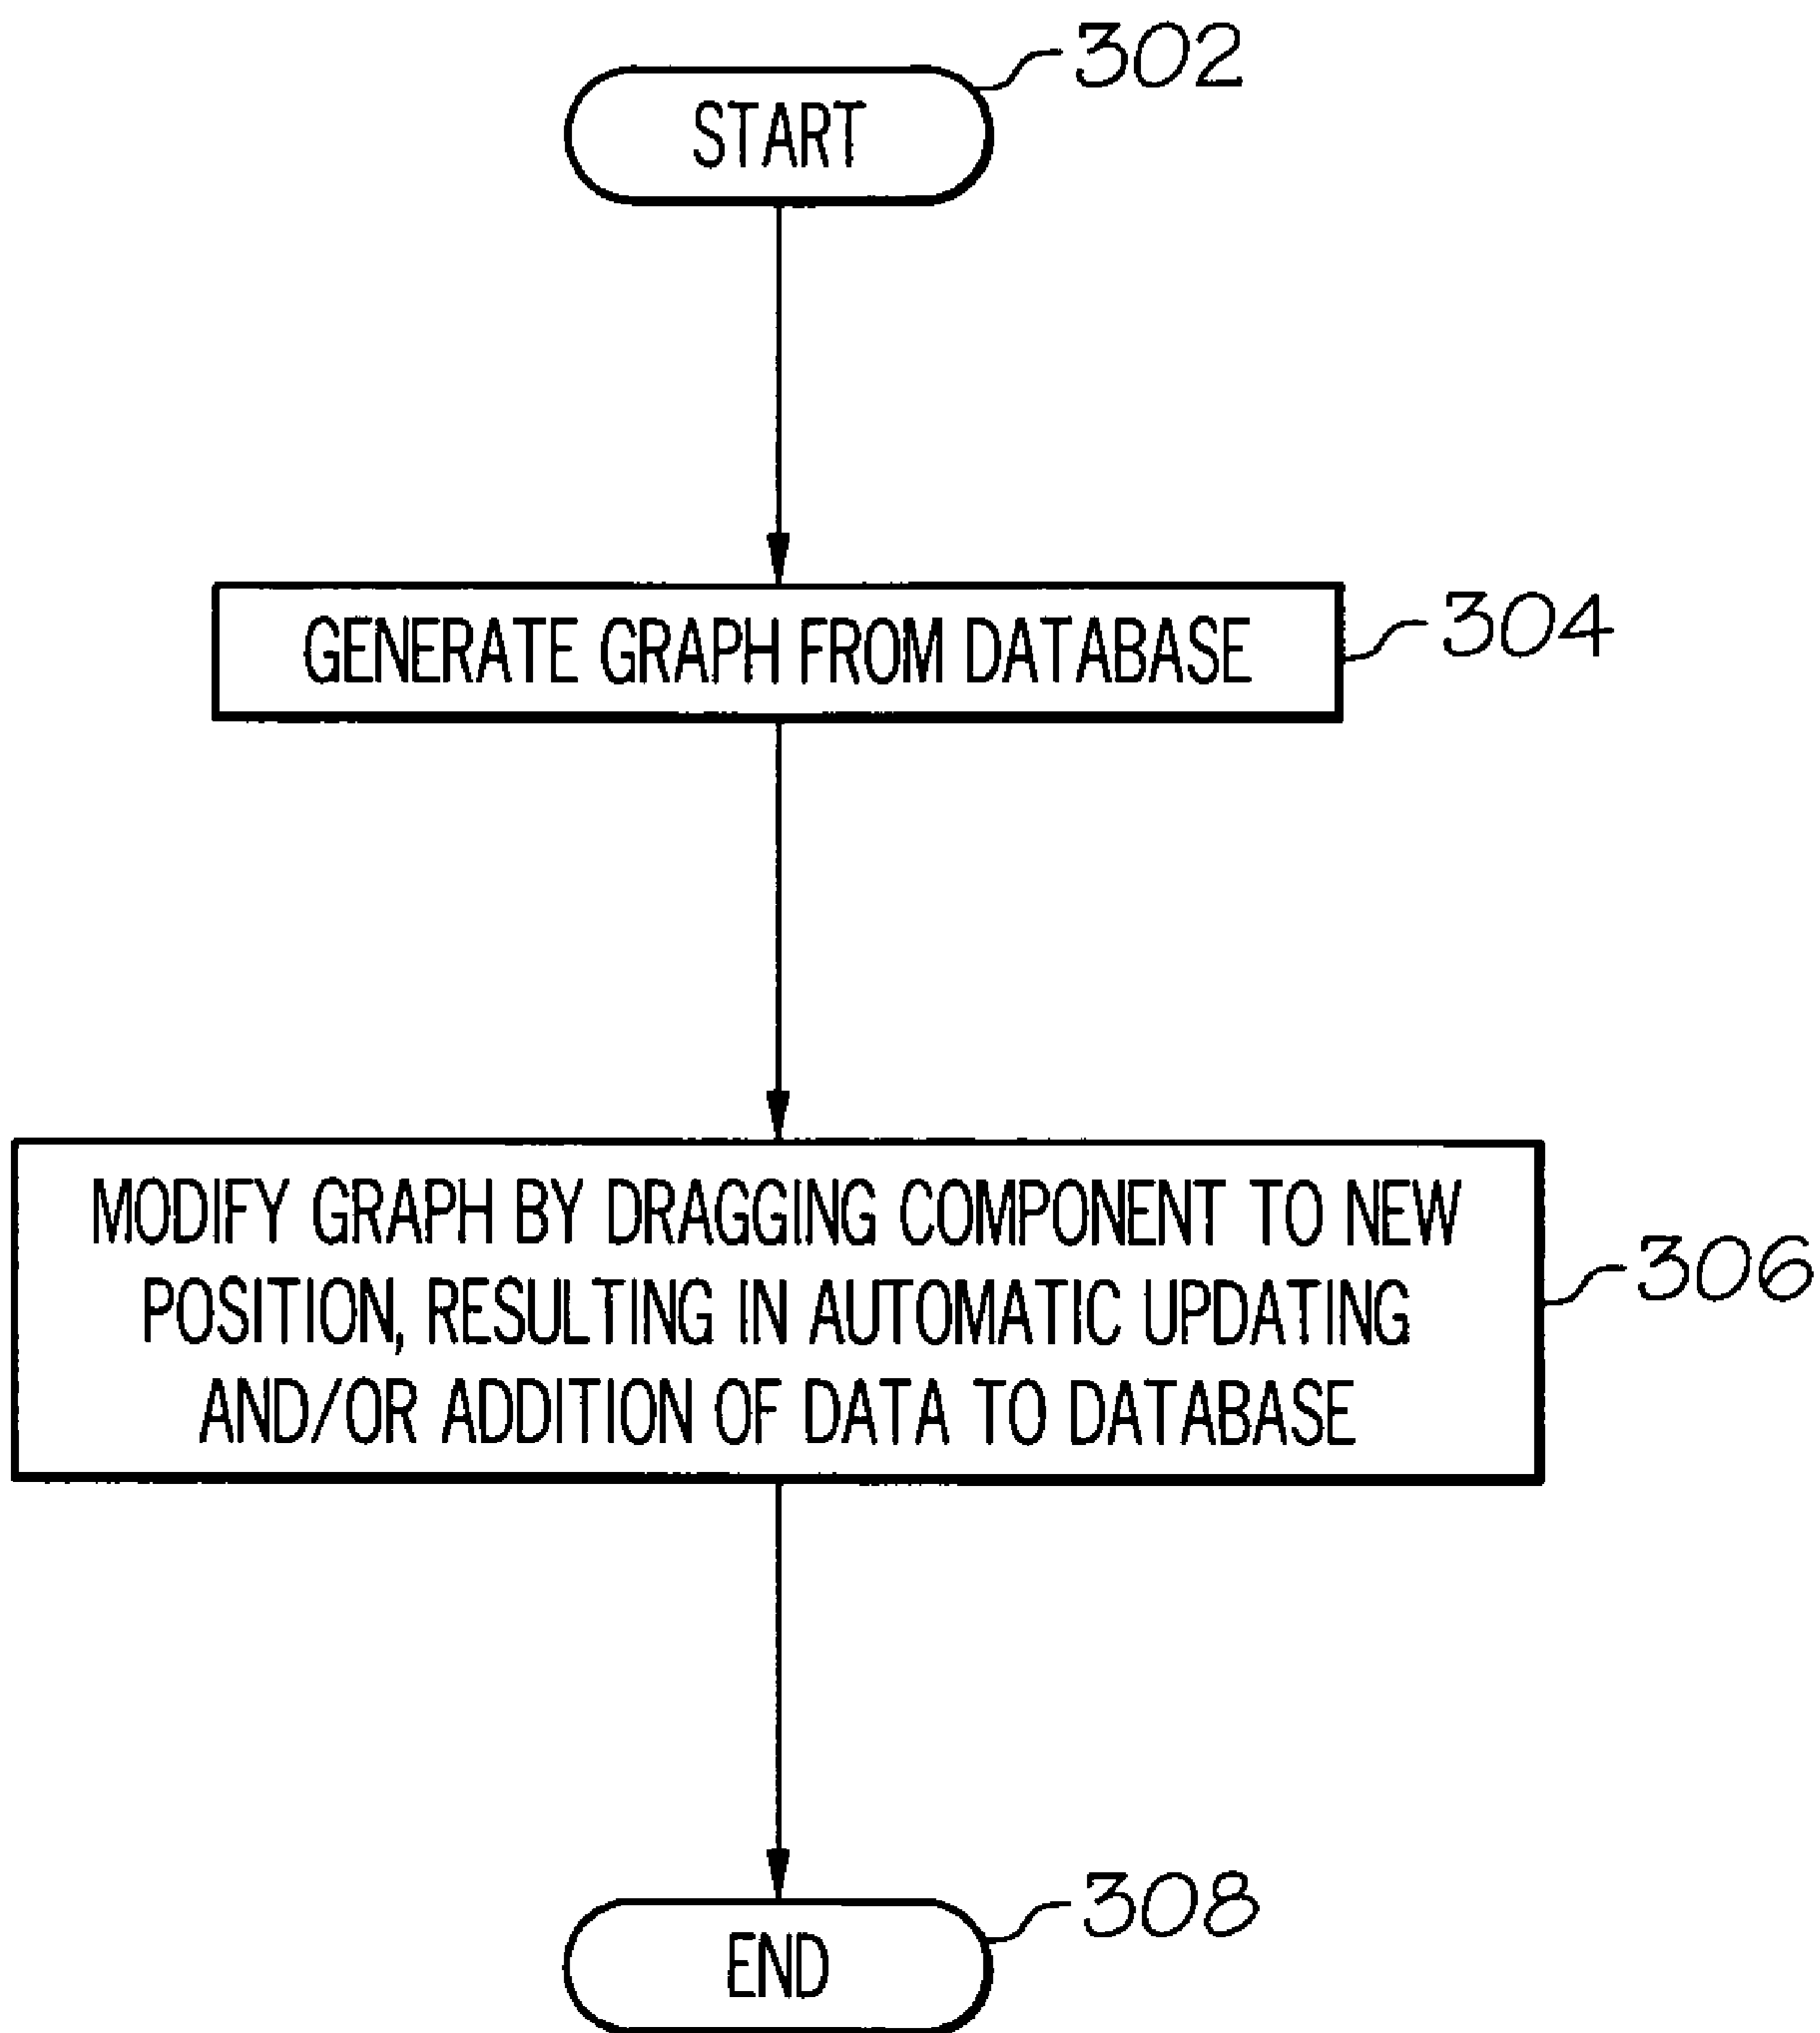 302
START
GENERATE GRAPH FROM DATABASE
304
MODIFY GRAPH BY DRAGGING COMPONENT TO NEW
POSITION, RESULTING IN AUTOMATIC UPDATING
AND/OR ADDITION OF DATA TO DATABASE
306
308
END